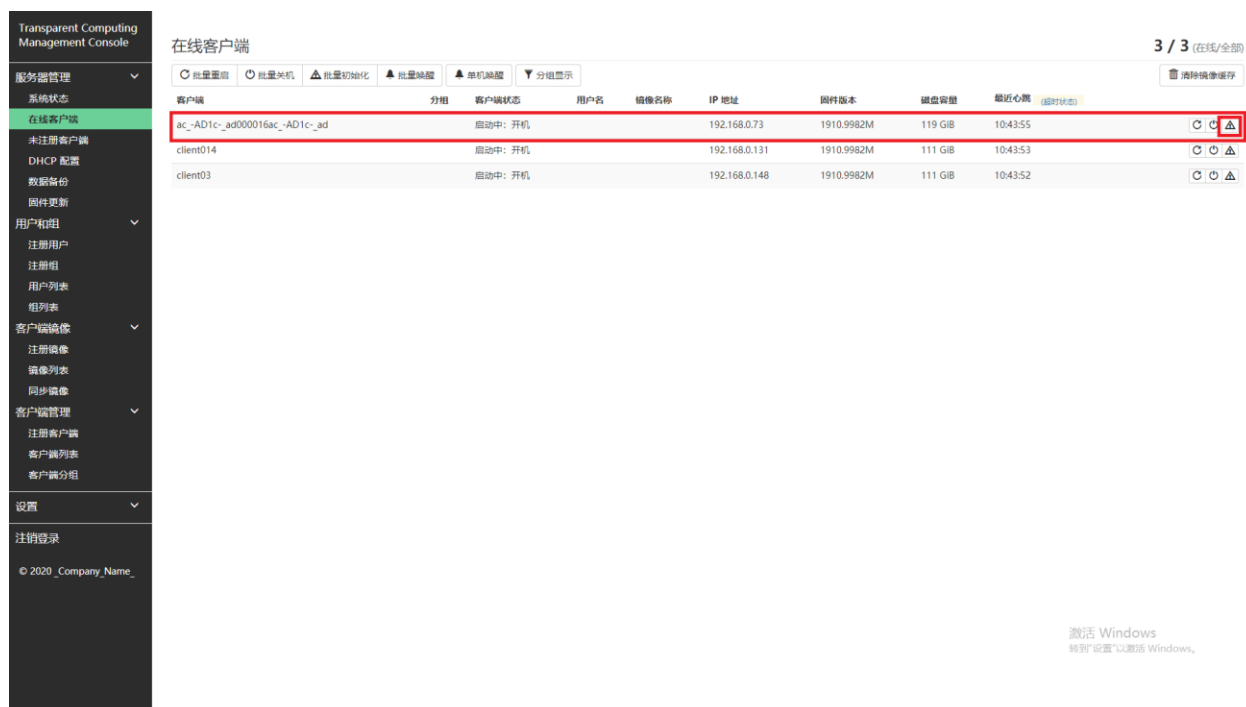 Transparent Computing
Management Console
服务器管理
系统状态
在线客户端
未注册客户端
DHCP 配置
数据备份
固件更新
用户和组
注册用户
注册组
用户列表
组列表
客户端镜像
注册镜像
镜像列表
同步镜像
客户端管理
注册客户端
客户端列表
客户端分组
设置
注销登录
© 2020 _Company_Name_
在线客户端 3 / 3 (在线/全部)
批量重启 批量关机 批量初始化 批量唤醒 单机唤醒 分组显示 清除镜像缓存
客户端 分组 客户端状态 用户名 镜像名称 IP 地址 固件版本 磁盘容量 最近心跳 (超时状态)
ac_-AD1c-_ad000016ac_-AD1c-_ad 启动中：开机 192.168.0.73 1910.9982M 119 GiB 10:43:55
client014 启动中：开机 192.168.0.131 1910.9982M 111 GiB 10:43:53
client03 启动中：开机 192.168.0.148 1910.9982M 111 GiB 10:43:52
激活 Windows
转到"设置"以激活 Windows。